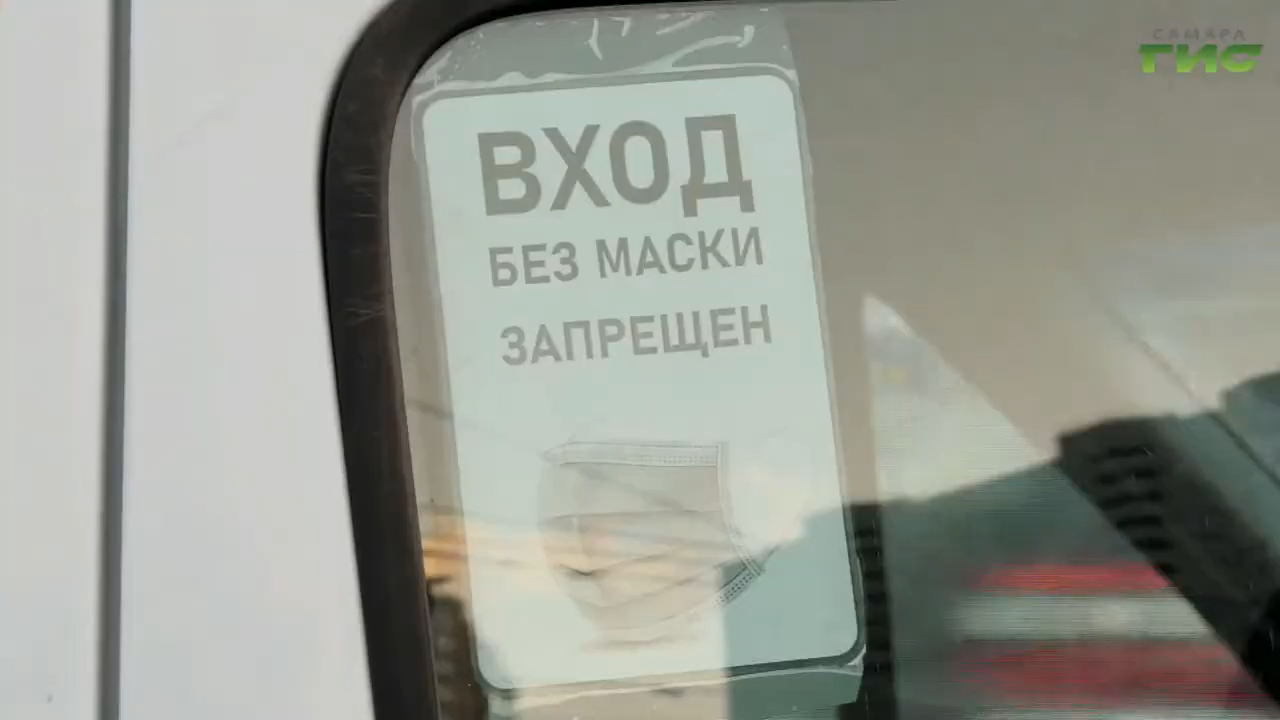 САМАРА
ГИС
ВХОД
БЕЗ МАСКИ
ЗАПРЕЩЕН